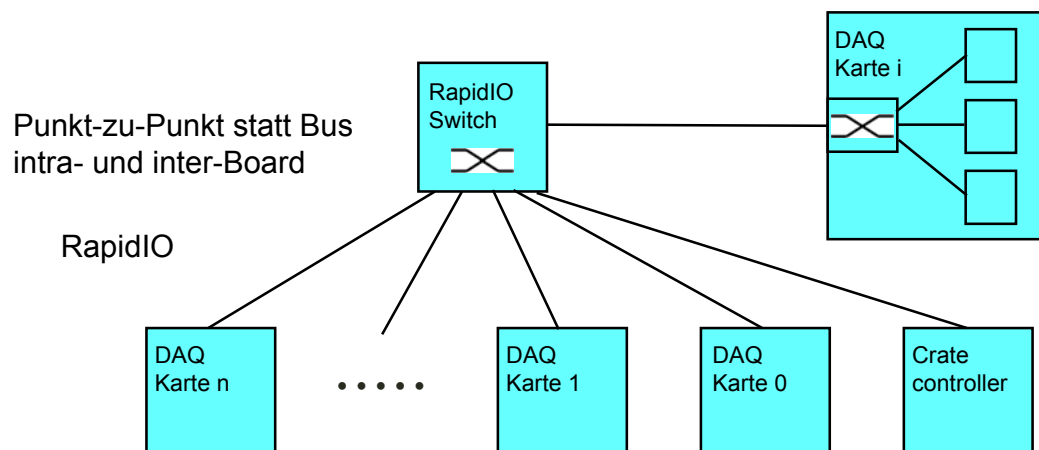 DAQ
Karte i
RapidIO
Switch
Punkt-zu-Punkt statt Bus
intra- und inter-Board
RapidIO
DAQ
Karte n
.....
DAQ
Karte 1
DAQ
Karte 0
Crate
controller